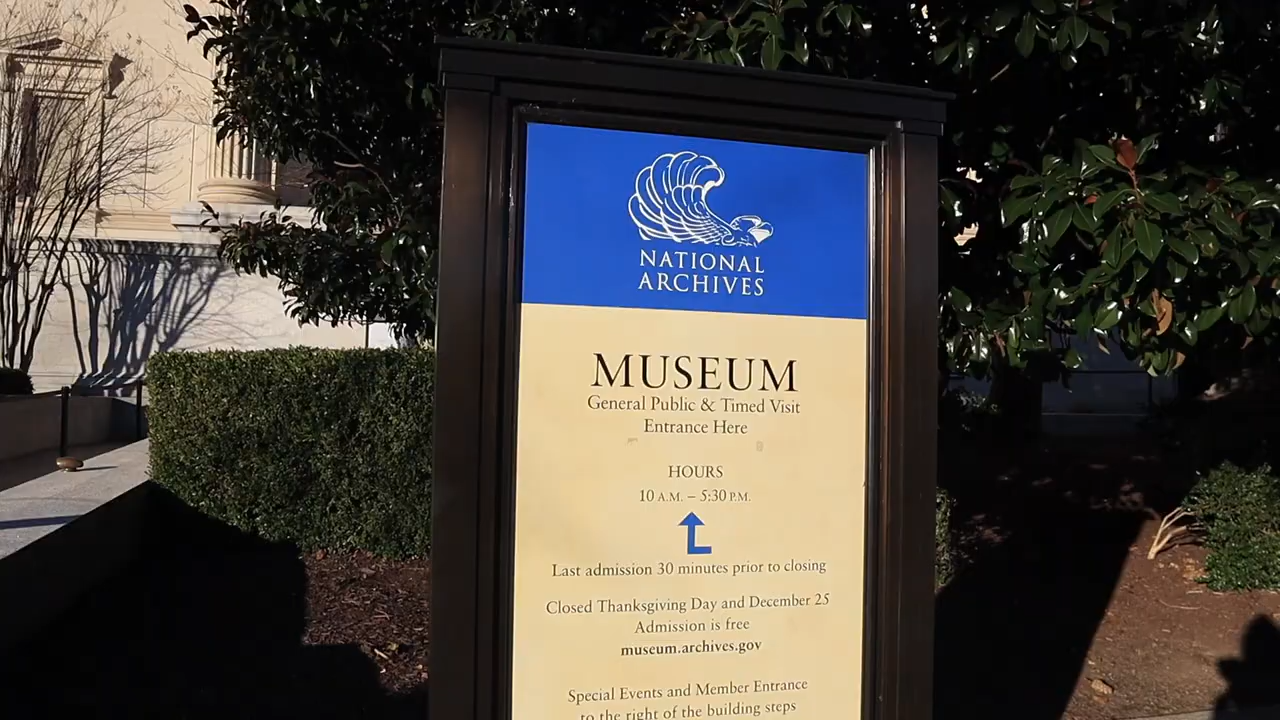 NATIONAL
ARCHIVES
MUSEUM
General Public & Timed Visit
Entrance Here
HOURS
10 A.M. – 5:30 P.M.
Last admission 30 minutes prior to closing
Closed Thanksgiving Day and December 25
Admission is free
museum.archives.gov
Special Events and Member Entrance
to the right of the building steps